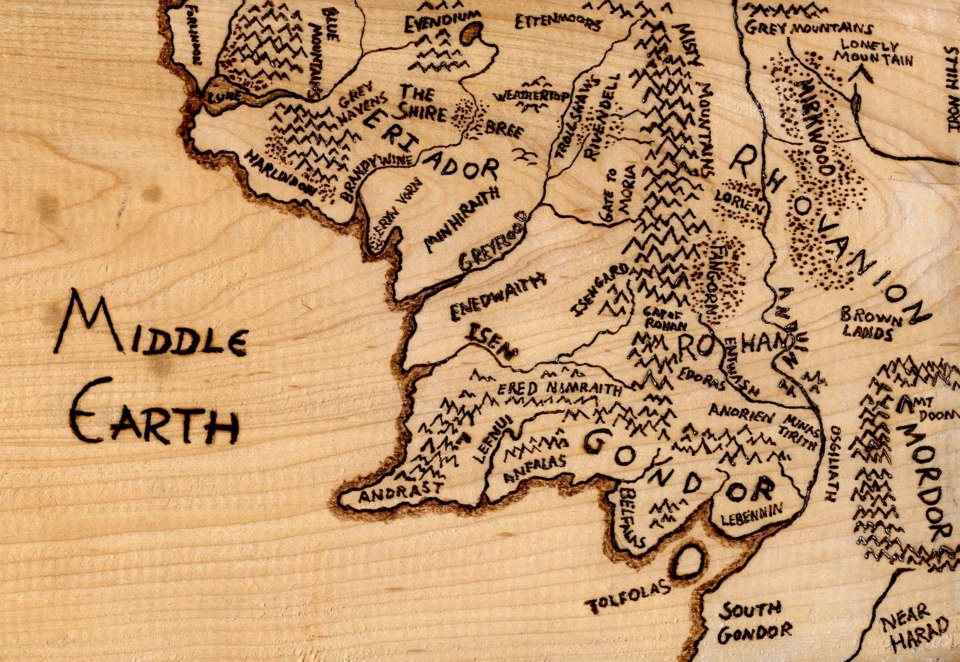 FORLINDON
BLUE
MOUNTAINS
EVENDIUM
ETTENMOORS
MISTY
MOUNTAINS
GREY MOUNTAINS
LONELY
MOUNTAIN
IRON HILLS
LUNE
GREY
HAVENS
THE
SHIRE
WEATHERTOP
BREE
TROLLSHAWS
RIVENDELL
MIRKWOOD
ERIADOR
HARLINDON
BRANDYWINE
ERYN VORN
MINHIRAITH
GREYFLOOD
GATE TO
MORIA
LORIEN
RHOVANION
FANGORN
ENEDWAITH
ISENGARD
ISEN
GAP OF
ROHAN
ROHAN
ANDUIN
BROWN
LANDS
MIDDLE
EARTH
ERED NIMRAITH
EDORAS
ENTWASH
MT
DOOM
MORDOR
LEFNUI
ANORIEN
MINAS
TIRITH
OSGILIATH
GONDOR
ANDRAST
ANFALAS
BELFALAS
LEBENNIN
TOLFOLAS
SOUTH
GONDOR
NEAR
HARAD